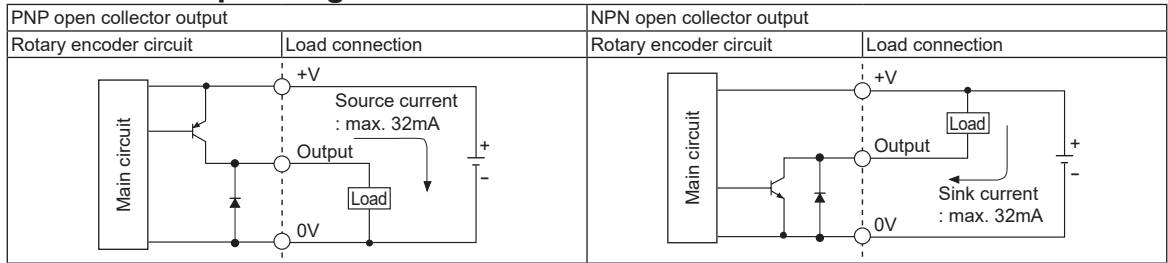 PNP open collector output
NPN open collector output
Rotary encoder circuit
Load connection
Rotary encoder circuit
Load connection
Main circuit
+V
Source current
: max. 32mA
Output
Load
0V
+
-
Main circuit
+V
Load
Output
Sink current
: max. 32mA
0V
+
-